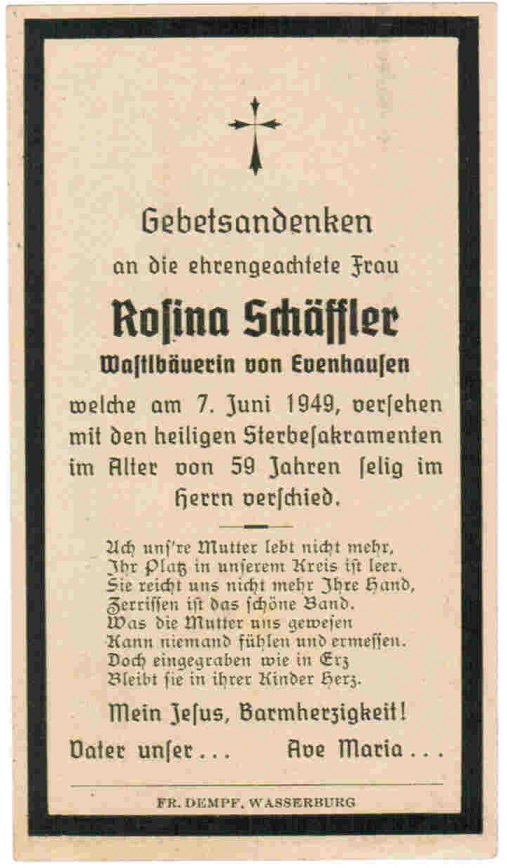 Gebetsandenken
an die ehrengeachtete Frau
Rosina Schäffler
Wastlbäuerin von Evenhausen
welche am 7. Juni 1949, versehen
mit den heiligen Sterbesakramenten
im Alter von 59 Jahren selig im
Herrn verschied.
Ach uns're Mutter lebt nicht mehr,
Ihr Platz in unserem Kreis ist leer.
Sie reicht uns nicht mehr Ihre Hand,
Zerrissen ist das schöne Band.
Was die Mutter uns gewesen
Kann niemand fühlen und ermessen.
Doch eingegraben wie in Erz
Bleibt sie in ihrer Kinder Herz.
Mein Jesus, Barmherzigkeit!
Vater unser . . . Ave Maria . . .
FR. DEMPF, WASSERBURG